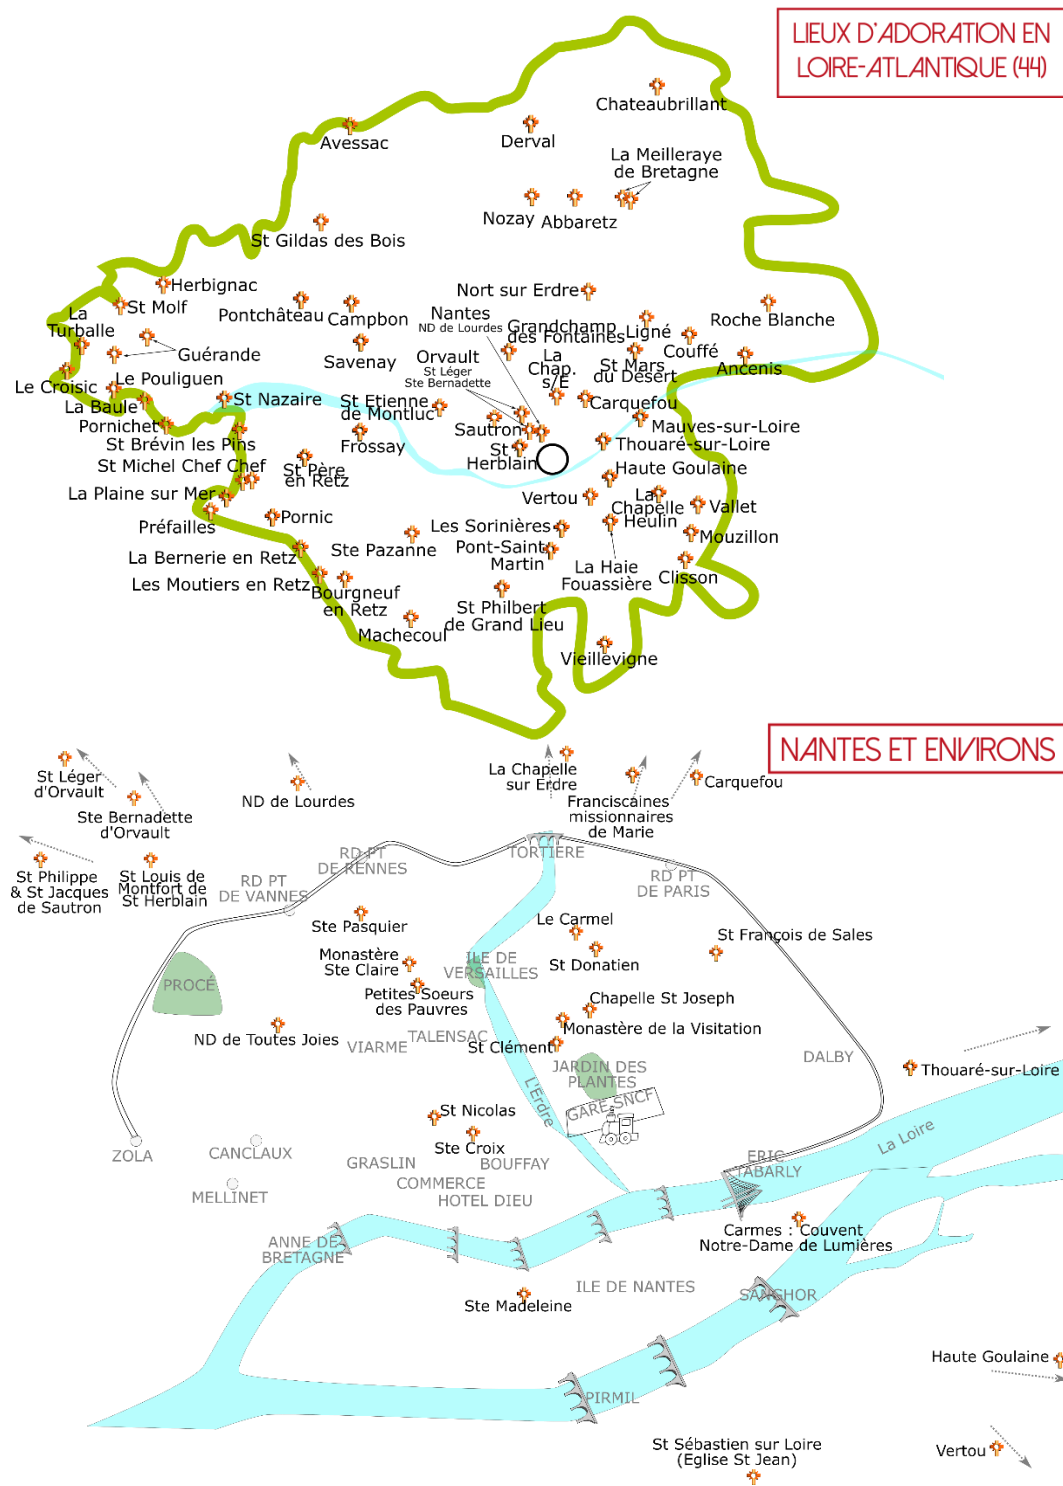 LIEUX D'ADORATION EN
LOIRE-ATLANTIQUE (44)
Chateaubrillant
Avessac
Derval
La Meilleraye
de Bretagne
Nozay
Abbaretz
St Gildas des Bois
Herbignac
St Molf
Pontchâteau
Campbon
Nort sur Erdre
Roche Blanche
La
Turballe
Guérande
Savenay
Nantes
ND de Lourdes
Grandchamp
des Fontaines
Ligné
Couffé
St Mars
du Désert
Ancenis
Le Croisic
Le Pouliguen
La Baule
Pornichet
St Nazaire
Orvault
St Léger
Ste Bernadette
La
Chap.
s/E
Carquefou
St Etienne
de Montluc
Sautron
Mauves-sur-Loire
Thouaré-sur-Loire
St Brévin les Pins
Frossay
St
Herblain
St Michel Chef Chef
St Père
en Retz
Haute Goulaine
La Plaine sur Mer
Préfailles
Pornic
Vertou
La
Chapelle
Heulin
Vallet
Les Sorinières
Mouzillon
La Bernerie en Retz
Ste Pazanne
Pont-Saint
Martin
La Haie
Fouassière
Clisson
Les Moutiers en Retz
Bourgneuf
en Retz
St Philbert
de Grand Lieu
Machecoul
Vieillevigne
NANTES ET ENVIRONS
St Léger
d'Orvault
Ste Bernadette
d'Orvault
ND de Lourdes
La Chapelle
sur Erdre
Franciscaines
missionnaires
de Marie
Carquefou
St Philippe
& St Jacques
de Sautron
St Louis de
Montfort de
St Herblain
RD PT
DE VANNES
RD PT
DE RENNES
TORTIÈRE
RD PT
DE PARIS
Ste Pasquier
Le Carmel
St François de Sales
Monastère
Ste Claire
ILE DE
VERSAILLES
St Donatien
PROCÉ
Petites Soeurs
des Pauvres
Chapelle St Joseph
ND de Toutes Joies
VIARME
TALENSAC
Monastère de la Visitation
St Clément
JARDIN DES
PLANTES
DALBY
Thouaré-sur-Loire
L'Erdre
GARE SNCF
St Nicolas
Ste Croix
La Loire
ZOLA
CANCLAUX
GRASLIN
BOUFFAY
ERIC
TABARLY
MELLINET
COMMERCE
HOTEL DIEU
Carmes : Couvent
Notre-Dame de Lumières
ANNE DE
BRETAGNE
ILE DE NANTES
SANGHOR
Ste Madeleine
Haute Goulaine
PIRMIL
St Sébastien sur Loire
(Eglise St Jean)
Vertou